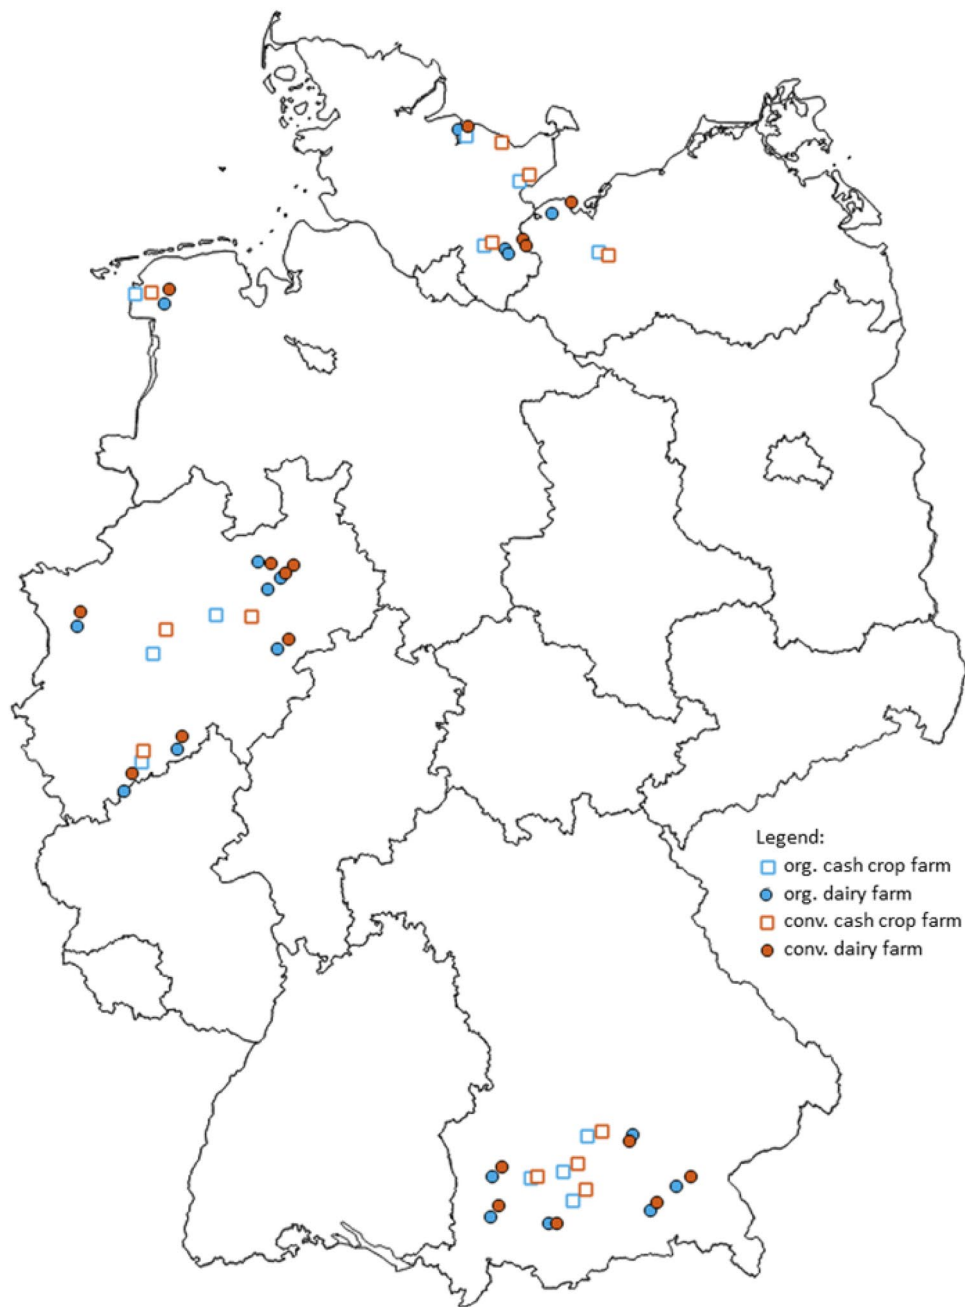 Legend:
org. cash crop farm
org. dairy farm
conv. cash crop farm
conv. dairy farm